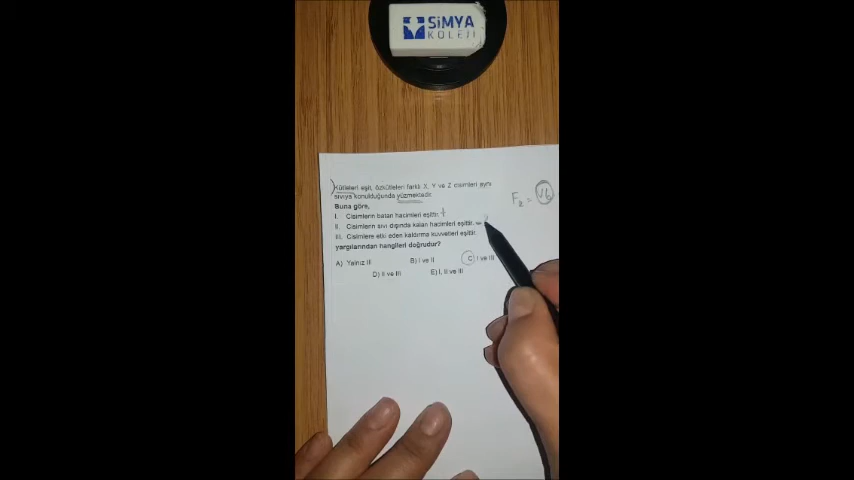 SİMYA
KOLEJİ
Kütleleri eşit, özkütleleri farklı X, Y ve Z cisimleri aynı
sıvıya konulduğunda yüzmektedir.
Buna göre,
I. Cisimlerin batan hacimleri eşittir.
II. Cisimlerin sıvı dışında kalan hacimleri eşittir.
III. Cisimlere etki eden kaldırma kuvvetleri eşittir.
yargılarından hangileri doğrudur?
A) Yalnız III B) I ve II C) I ve III
D) II ve III E) I, II ve III